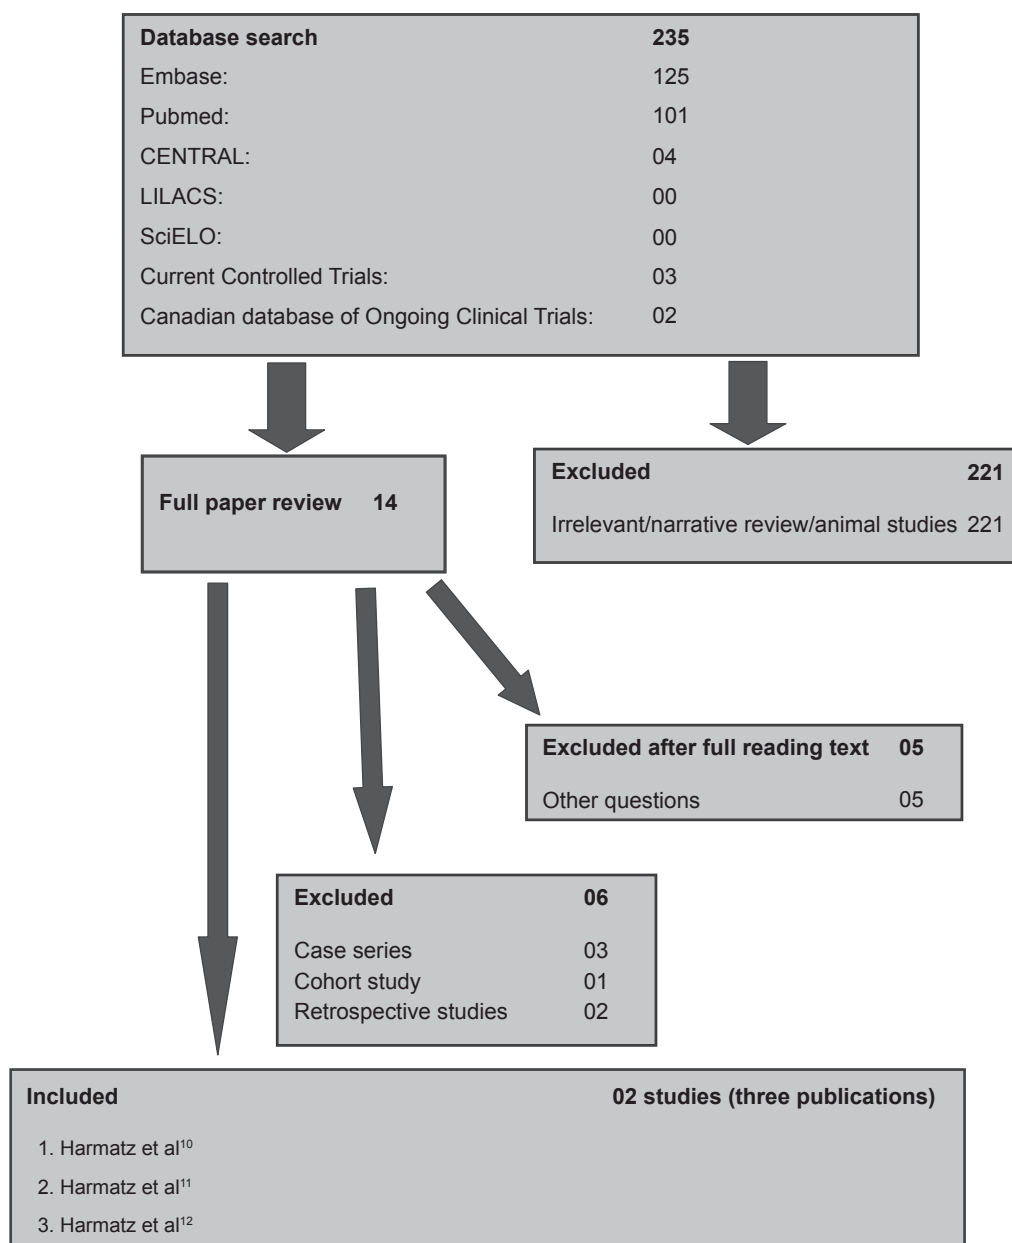 Database search 235
Embase: 125
Pubmed: 101
CENTRAL: 04
LILACS: 00
SciELO: 00
Current Controlled Trials: 03
Canadian database of Ongoing Clinical Trials: 02
Full paper review 14
Excluded 221
Irrelevant/narrative review/animal studies 221
Excluded after full reading text 05
Other questions 05
Excluded 06
Case series 03
Cohort study 01
Retrospective studies 02
Included 02 studies (three publications)
1. Harmatz et al¹⁰
2. Harmatz et al¹¹
3. Harmatz et al¹²